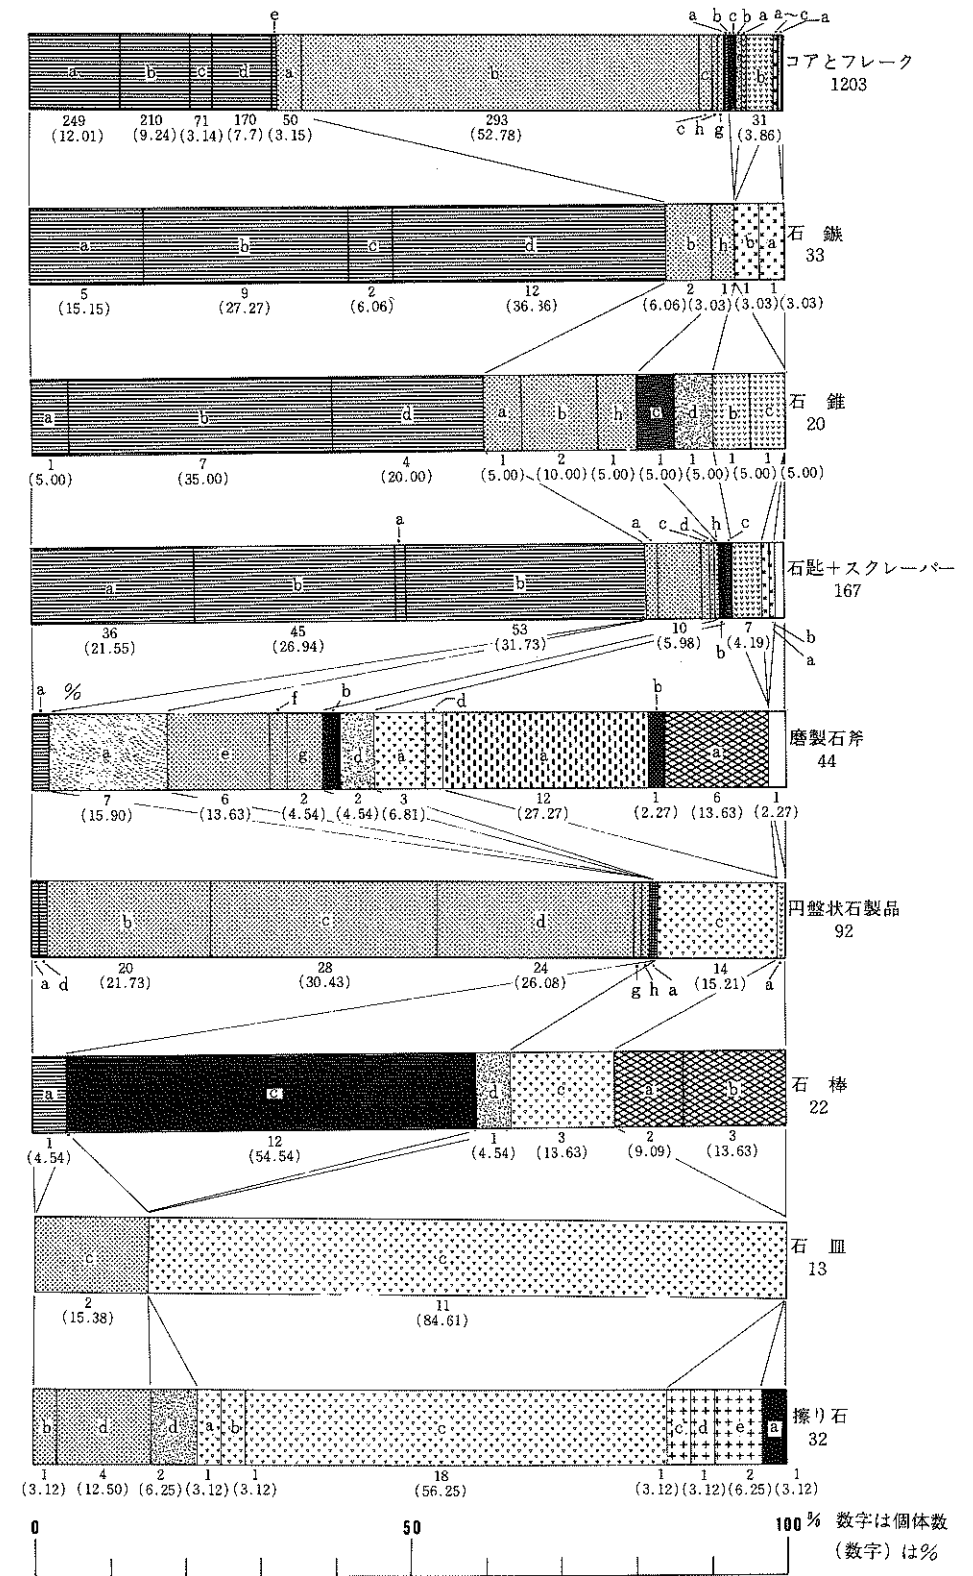 e
a b c b a a〜c a
a b c d a b c b
コアとフレーク
1203
249 210 71 170 50 293 c h g 31
(12.01) (9.24) (3.14) (7.7) (3.15) (52.78) (3.86)
a b c d b h b a
石 鏃
33
5 9 2 12 2 1 1 1
(15.15) (27.27) (6.06) (36.36) (6.06) (3.03) (3.03) (3.03)
a b d a b h c d b c
石 錐
20
1 7 4 1 2 1 1 1 1 1
(5.00) (35.00) (20.00) (5.00) (10.00) (5.00) (5.00) (5.00) (5.00) (5.00)
a a c d h c
a b b
石匙+スクレーパー
167
36 45 53 10 b 7 b
(21.55) (26.94) (31.73) (5.98) (4.19) a
a % f b d b
a e g d a a a
磨製石斧
44
7 6 2 2 3 12 1 6 1
(15.90) (13.63) (4.54) (4.54) (6.81) (27.27) (2.27) (13.63) (2.27)
b c d c
円盤状石製品
92
a d 20 28 24 g h a 14 a
(21.73) (30.43) (26.08) (15.21)
a c d c a b
石 棒
22
1 12 1 3 2 3
(4.54) (54.54) (4.54) (13.63) (9.09) (13.63)
c c
石 皿
13
2 11
(15.38) (84.61)
b d d a b c c d e a
擦り石
32
1 4 2 1 1 18 1 1 2 1
(3.12) (12.50) (6.25) (3.12) (3.12) (56.25) (3.12) (3.12) (6.25) (3.12)
0 50 100 % 数字は個体数
(数字)は%